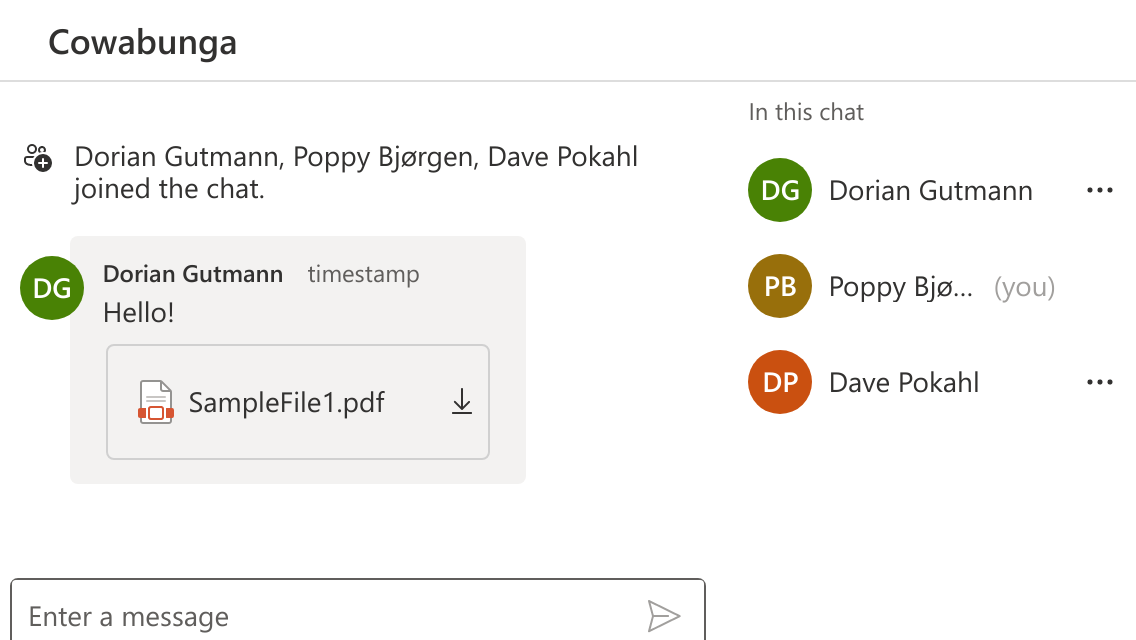 Cowabunga
Dorian Gutmann, Poppy Bjørgen, Dave Pokahl
joined the chat.
DG
Dorian Gutmann timestamp
Hello!
SampleFile1.pdf
Enter a message
In this chat
DG Dorian Gutmann
PB Poppy Bjø... (you)
DP Dave Pokahl